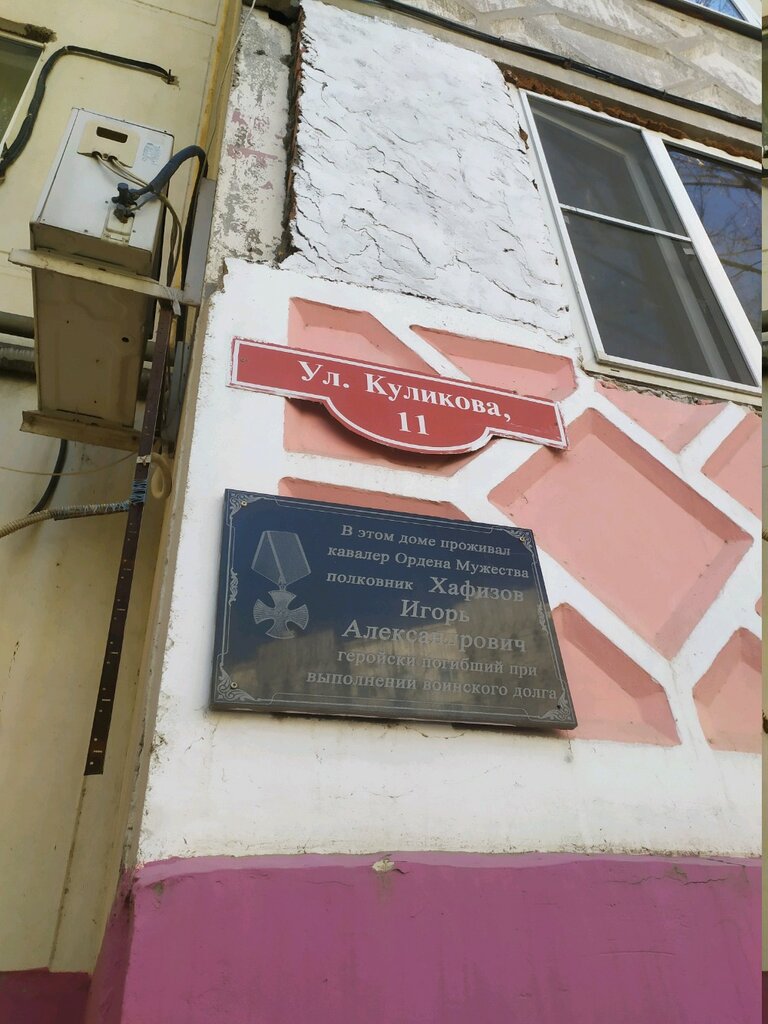 Ул. Куликова,
11
В этом доме проживал
кавалер Ордена Мужества
полковник Хафизов
Игорь
Александрович
геройски погибший при
выполнении воинского долга